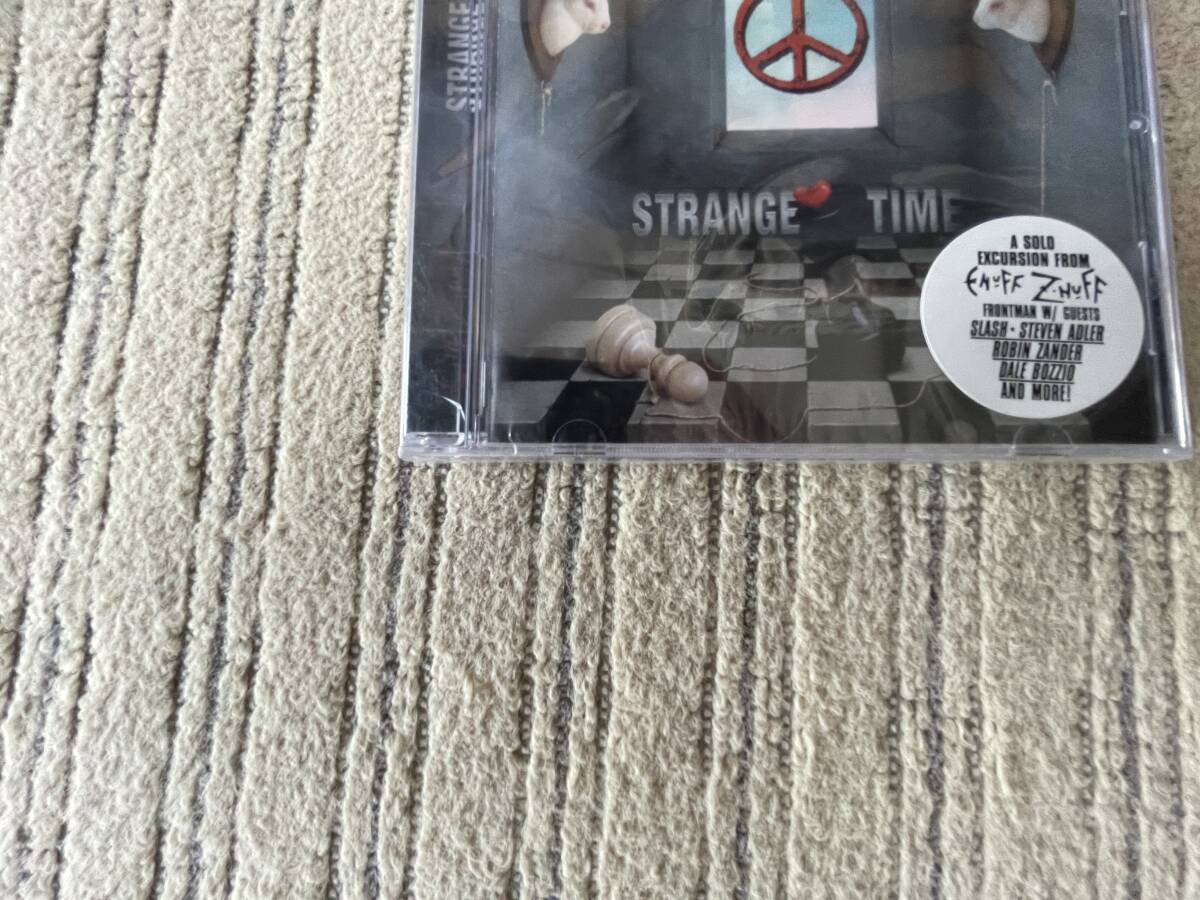 STRANGE
STRANGE TIME
A SOLO
EXCURSION FROM
ENUFF Z'NUFF
FRONTMAN W/ GUESTS
SLASH • STEVEN ADLER
ROBIN ZANDER
DALE BOZZIO
AND MORE!